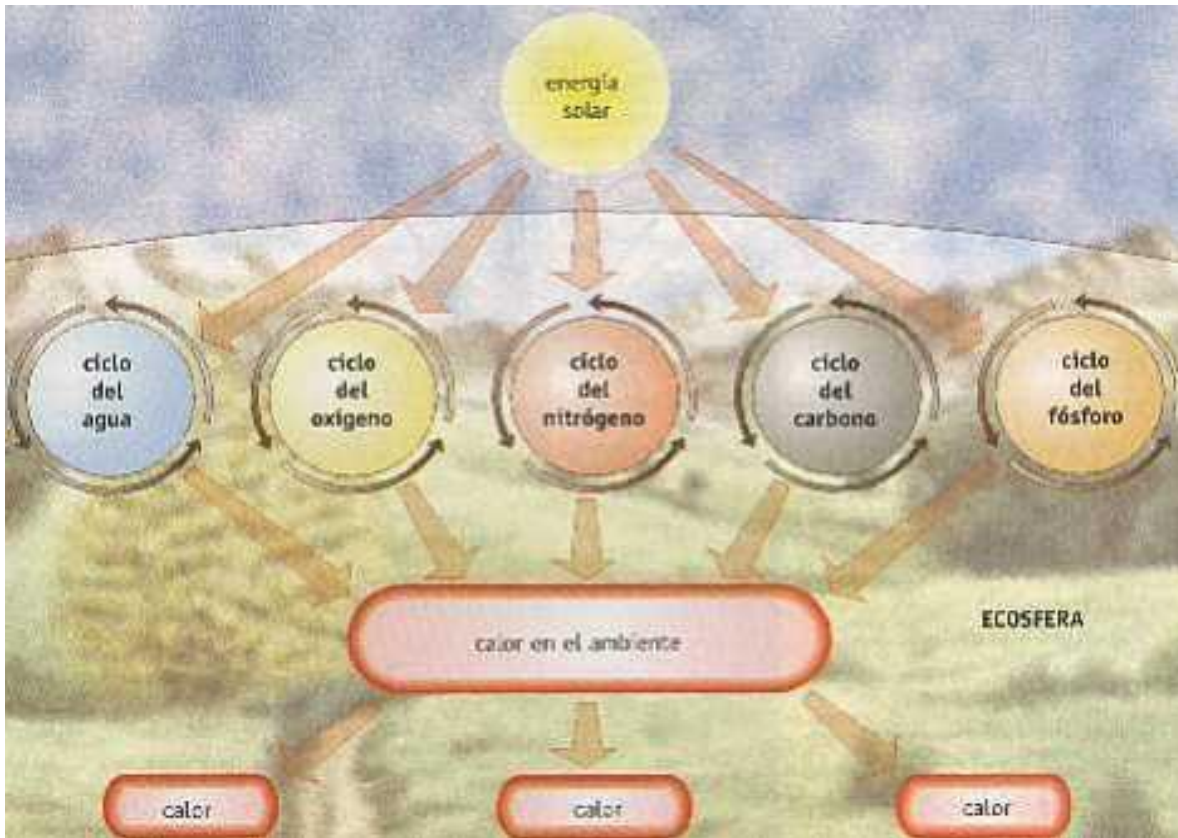 energía
solar
ciclo
del
agua
ciclo
del
oxígeno
ciclo
del
nitrógeno
ciclo
del
carbono
ciclo
del
fósforo
calor en el ambiente
ECOSFERA
calor
calor
calor